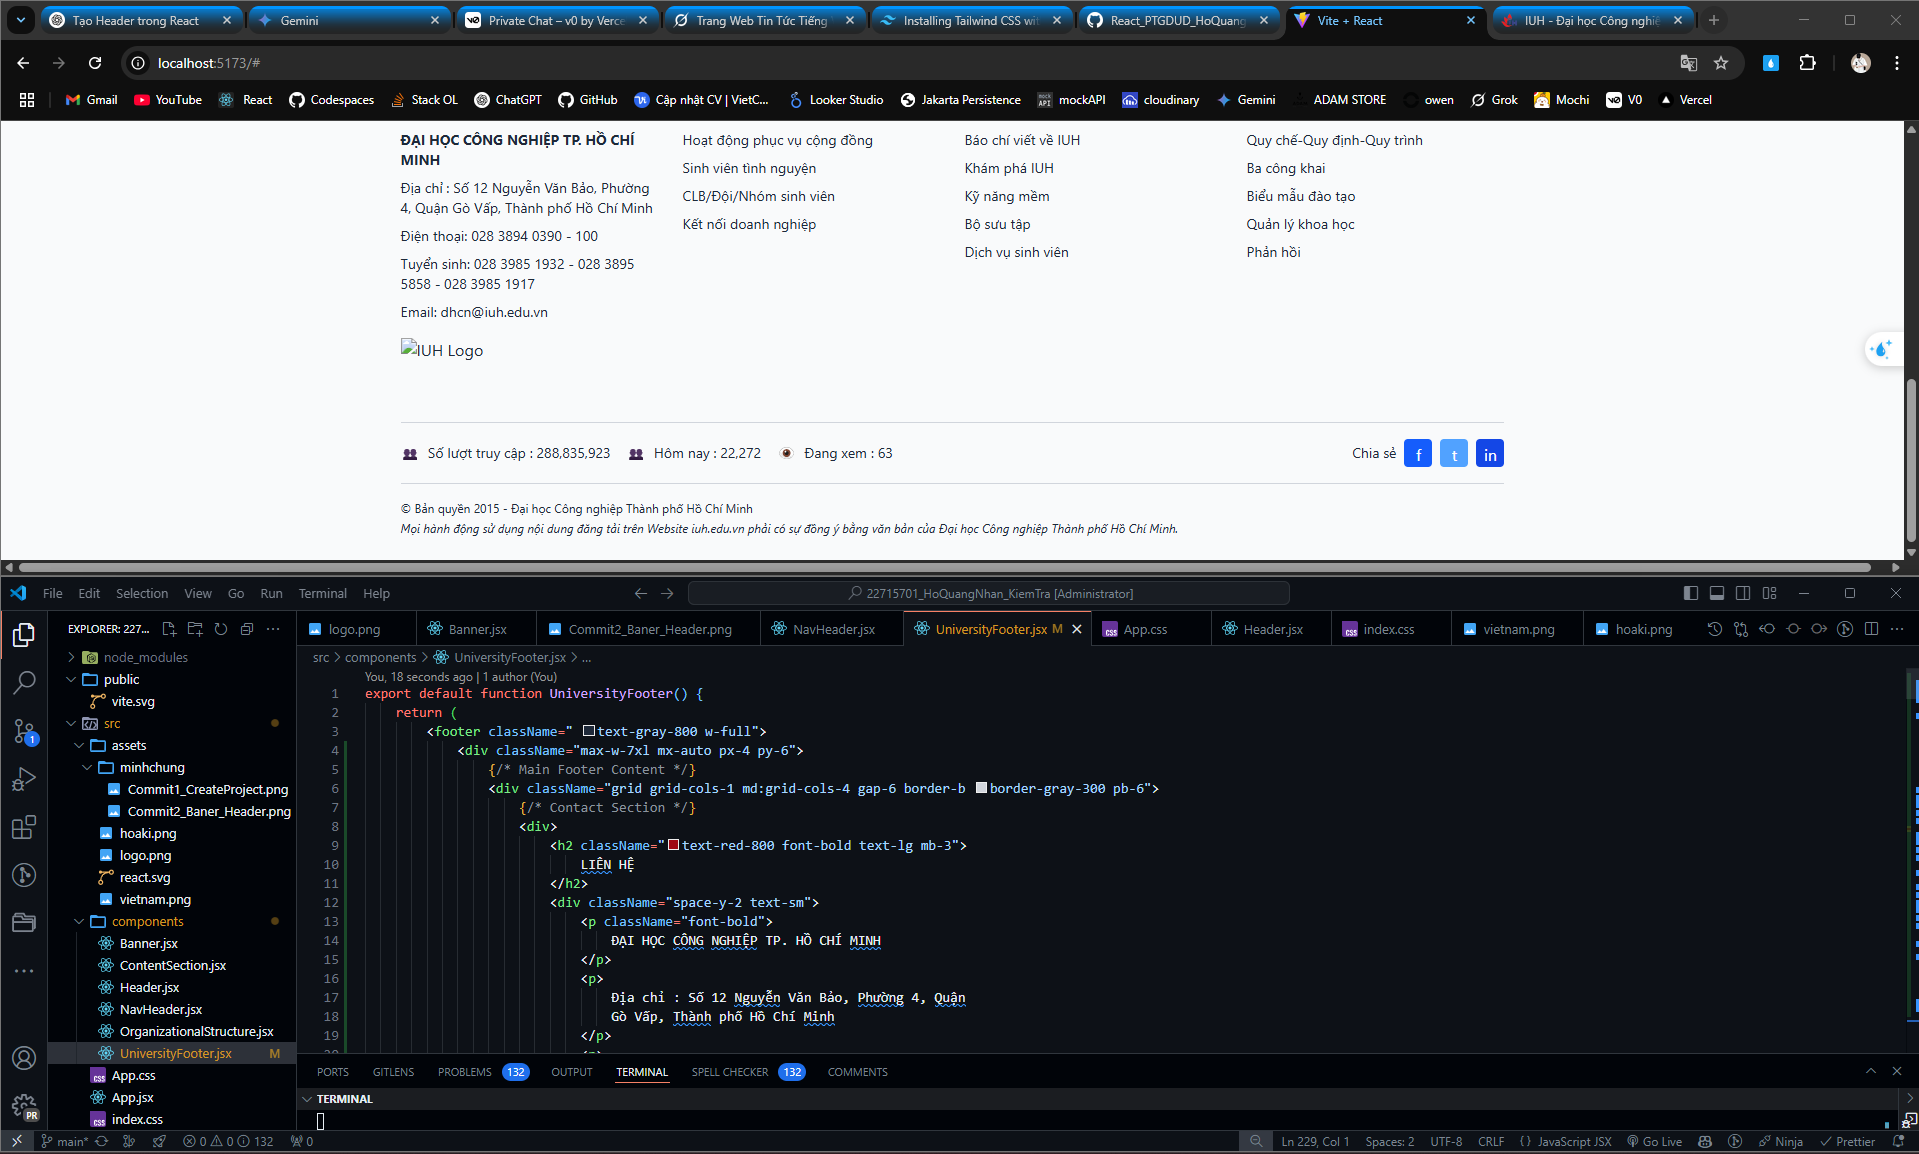 Tạo Header trong React
Gemini
Private Chat – v0 by Verce
Trang Web Tin Tức Tiếng
Installing Tailwind CSS wit
React_PTGDUD_HoQuang
Vite + React
IUH - Đại học Công nghiệ
localhost:5173/#
Gmail YouTube React Codespaces Stack OL ChatGPT GitHub Cập nhật CV | VietC... Looker Studio Jakarta Persistence mockAPI cloudinary Gemini ADAM STORE owen Grok Mochi V0 Vercel
ĐẠI HỌC CÔNG NGHIỆP TP. HỒ CHÍ
MINH
Địa chỉ : Số 12 Nguyễn Văn Bảo, Phường
4, Quận Gò Vấp, Thành phố Hồ Chí Minh
Điện thoại: 028 3894 0390 - 100
Tuyển sinh: 028 3985 1932 - 028 3895
5858 - 028 3985 1917
Email: dhcn@iuh.edu.vn
IUH Logo
Hoạt động phục vụ cộng đồng
Sinh viên tình nguyện
CLB/Đội/Nhóm sinh viên
Kết nối doanh nghiệp
Báo chí viết về IUH
Khám phá IUH
Kỹ năng mềm
Bộ sưu tập
Dịch vụ sinh viên
Quy chế-Quy định-Quy trình
Ba công khai
Biểu mẫu đào tạo
Quản lý khoa học
Phản hồi
Số lượt truy cập : 288,835,923 Hôm nay : 22,272 Đang xem : 63 Chia sẻ f t in
© Bản quyền 2015 - Đại học Công nghiệp Thành phố Hồ Chí Minh
Mọi hành động sử dụng nội dung đăng tải trên Website iuh.edu.vn phải có sự đồng ý bằng văn bản của Đại học Công nghiệp Thành phố Hồ Chí Minh.
File Edit Selection View Go Run Terminal Help
22715701_HoQuangNhan_KiemTra [Administrator]
EXPLORER: 227...
node_modules
public
vite.svg
src
assets
minhchung
Commit1_CreateProject.png
Commit2_Baner_Header.png
hoaki.png
logo.png
react.svg
vietnam.png
components
Banner.jsx
ContentSection.jsx
Header.jsx
NavHeader.jsx
OrganizationalStructure.jsx
UniversityFooter.jsx M
App.css
App.jsx
index.css
logo.png Banner.jsx Commit2_Baner_Header.png NavHeader.jsx UniversityFooter.jsx M App.css Header.jsx index.css vietnam.png hoaki.png
src > components > UniversityFooter.jsx > ...
You, 18 seconds ago | 1 author (You)
1 export default function UniversityFooter() {
2 return (
3 <footer className=" text-gray-800 w-full">
4 <div className="max-w-7xl mx-auto px-4 py-6">
5 {/* Main Footer Content */}
6 <div className="grid grid-cols-1 md:grid-cols-4 gap-6 border-b border-gray-300 pb-6">
7 {/* Contact Section */}
8 <div>
9 <h2 className="text-red-800 font-bold text-lg mb-3">
10 LIÊN HỆ
11 </h2>
12 <div className="space-y-2 text-sm">
13 <p className="font-bold">
14 ĐẠI HỌC CÔNG NGHIỆP TP. HỒ CHÍ MINH
15 </p>
16 <p>
17 Địa chỉ : Số 12 Nguyễn Văn Bảo, Phường 4, Quận
18 Gò Vấp, Thành phố Hồ Chí Minh
19 </p>
PORTS GITLENS PROBLEMS 132 OUTPUT TERMINAL SPELL CHECKER 132 COMMENTS
TERMINAL
main* 0 0 132 0 Ln 229, Col 1 Spaces: 2 UTF-8 CRLF {} JavaScript JSX Go Live Ninja Prettier
1
PR